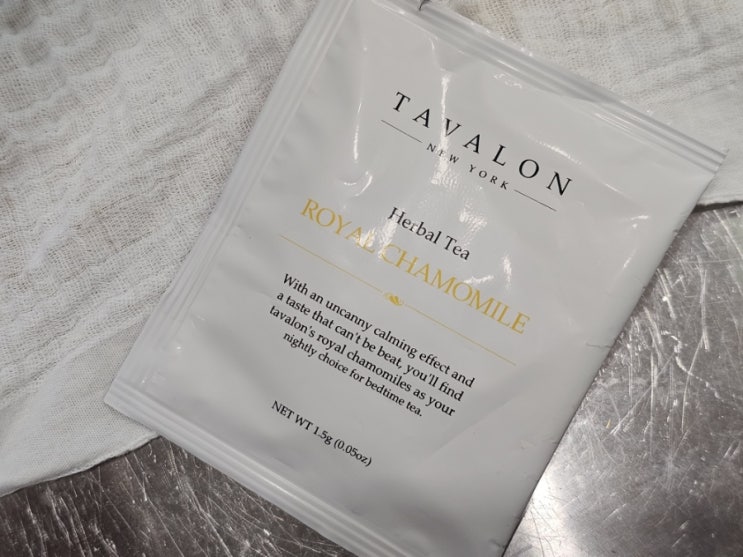 TAVALON
NEW YORK
Herbal Tea
ROYAL CHAMOMILE
With an uncanny calming effect and
a taste that can't be beat, you'll find
tavalon's royal chamomiles as your
nightly choice for bedtime tea.
NET WT 1.5g (0.05oz)